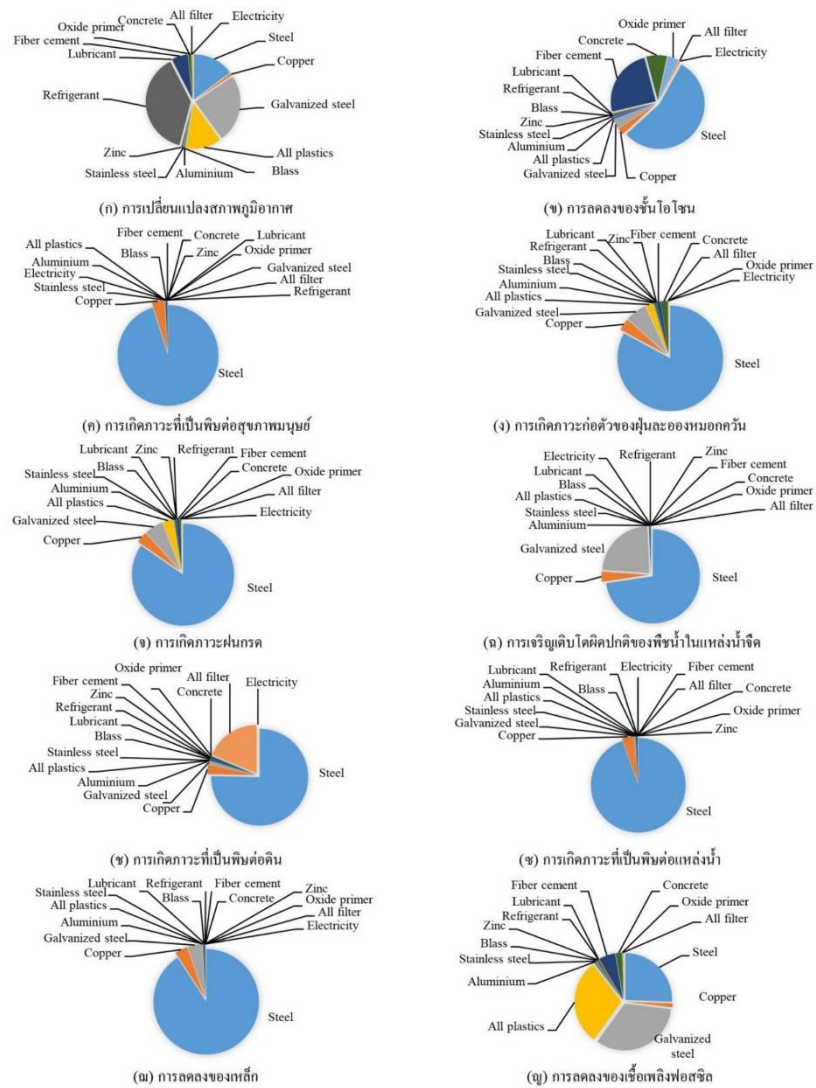 All filter
Concrete
Electricity
Oxide primer
Steel
Fiber cement
Lubricant
Copper
Refrigerant
Galvanized steel
Zinc
All plastics
Stainless steel
Aluminium
Blass
(ก) การเปลี่ยนแปลงสภาพภูมิอากาศ
Oxide primer
All filter
Concrete
Electricity
Fiber cement
Lubricant
Refrigerant
Blass
Zinc
Stainless steel
Steel
Aluminium
All plastics
Galvanized steel
Copper
(ข) การลดลงของชั้นโอโซน
Fiber cement
Concrete
Lubricant
All plastics
Blass
Zinc
Oxide primer
Aluminium
Galvanized steel
Electricity
All filter
Stainless steel
Refrigerant
Copper
Steel
(ค) การเกิดภาวะที่เป็นพิษต่อสุขภาพมนุษย์
Lubricant
Zinc
Fiber cement
Concrete
Refrigerant
All filter
Blass
Oxide primer
Stainless steel
Electricity
Aluminium
All plastics
Galvanized steel
Copper
Steel
(ง) การเกิดภาวะก่อตัวของฝุ่นละอองหมอกควัน
Lubricant
Zinc
Refrigerant
Fiber cement
Blass
Concrete
Oxide primer
Stainless steel
Aluminium
All filter
All plastics
Galvanized steel
Electricity
Copper
Steel
(จ) การเกิดภาวะฝนกรด
Electricity
Refrigerant
Zinc
Lubricant
Fiber cement
Blass
Concrete
All plastics
Oxide primer
Stainless steel
All filter
Aluminium
Galvanized steel
Copper
Steel
(ฉ) การเจริญเติบโตผิดปกติของพืชน้ำในแหล่งน้ำจืด
Oxide primer
All filter
Electricity
Fiber cement
Concrete
Zinc
Refrigerant
Lubricant
Blass
Stainless steel
All plastics
Steel
Aluminium
Galvanized steel
Copper
(ช) การเกิดภาวะที่เป็นพิษต่อดิน
Lubricant
Refrigerant
Electricity
Fiber cement
Aluminium
Blass
All filter
Concrete
All plastics
Stainless steel
Oxide primer
Galvanized steel
Copper
Zinc
Steel
(ซ) การเกิดภาวะที่เป็นพิษต่อแหล่งน้ำ
Lubricant
Refrigerant
Fiber cement
Zinc
Stainless steel
Blass
Concrete
Oxide primer
All plastics
All filter
Aluminium
Electricity
Galvanized steel
Copper
Steel
(ฌ) การลดลงของเหล็ก
Fiber cement
Concrete
Lubricant
Oxide primer
Refrigerant
All filter
Zinc
Blass
Steel
Stainless steel
Aluminium
Copper
All plastics
Galvanized
steel
(ญ) การลดลงของเชื้อเพลิงฟอสซิล